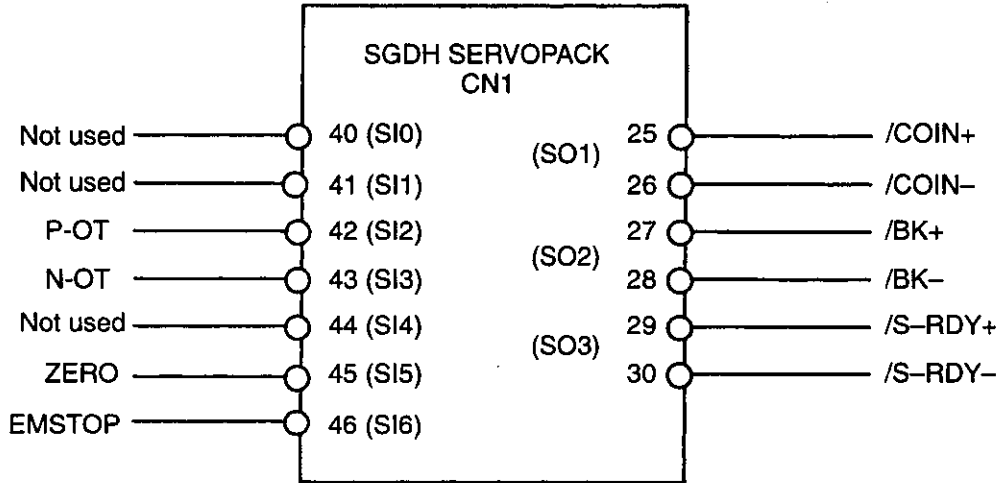 SGDH SERVOPACK
CN1
Not used 40 (SI0) 25 /COIN+
(SO1)
Not used 41 (SI1) 26 /COIN–
P-OT 42 (SI2) 27 /BK+
(SO2)
N-OT 43 (SI3) 28 /BK–
Not used 44 (SI4) 29 /S–RDY+
(SO3)
ZERO 45 (SI5) 30 /S–RDY–
EMSTOP 46 (SI6)